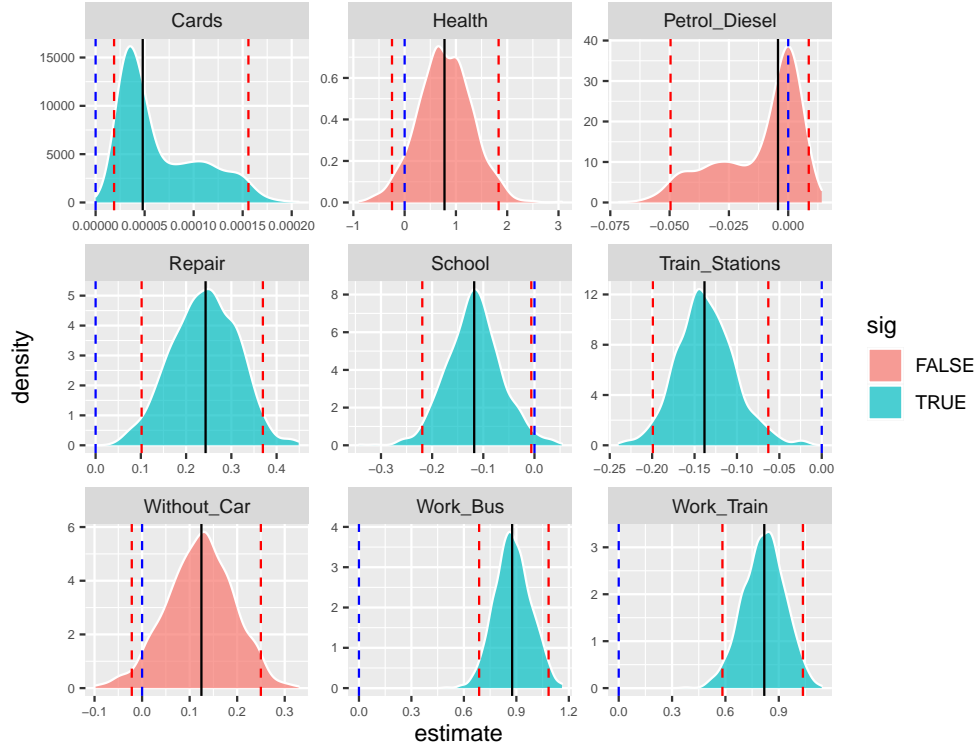 Cards Health Petrol_Diesel
15000
10000
5000
0
0.00000 0.00005 0.00010 0.00015 0.00020
0.6
0.4
0.2
0.0
−1 0 1 2 3
40
30
20
10
0
−0.075 −0.050 −0.025 0.000
Repair School Train_Stations
5
4
3
2
1
0
0.0 0.1 0.2 0.3 0.4
8
6
4
2
0
−0.3 −0.2 −0.1 0.0
12
8
4
0
−0.25 −0.20 −0.15 −0.10 −0.05 0.00
Without_Car Work_Bus Work_Train
6
4
2
0
−0.1 0.0 0.1 0.2 0.3
4
3
2
1
0
0.0 0.3 0.6 0.9 1.2
3
2
1
0
0.0 0.3 0.6 0.9
density
estimate
sig
FALSE
TRUE